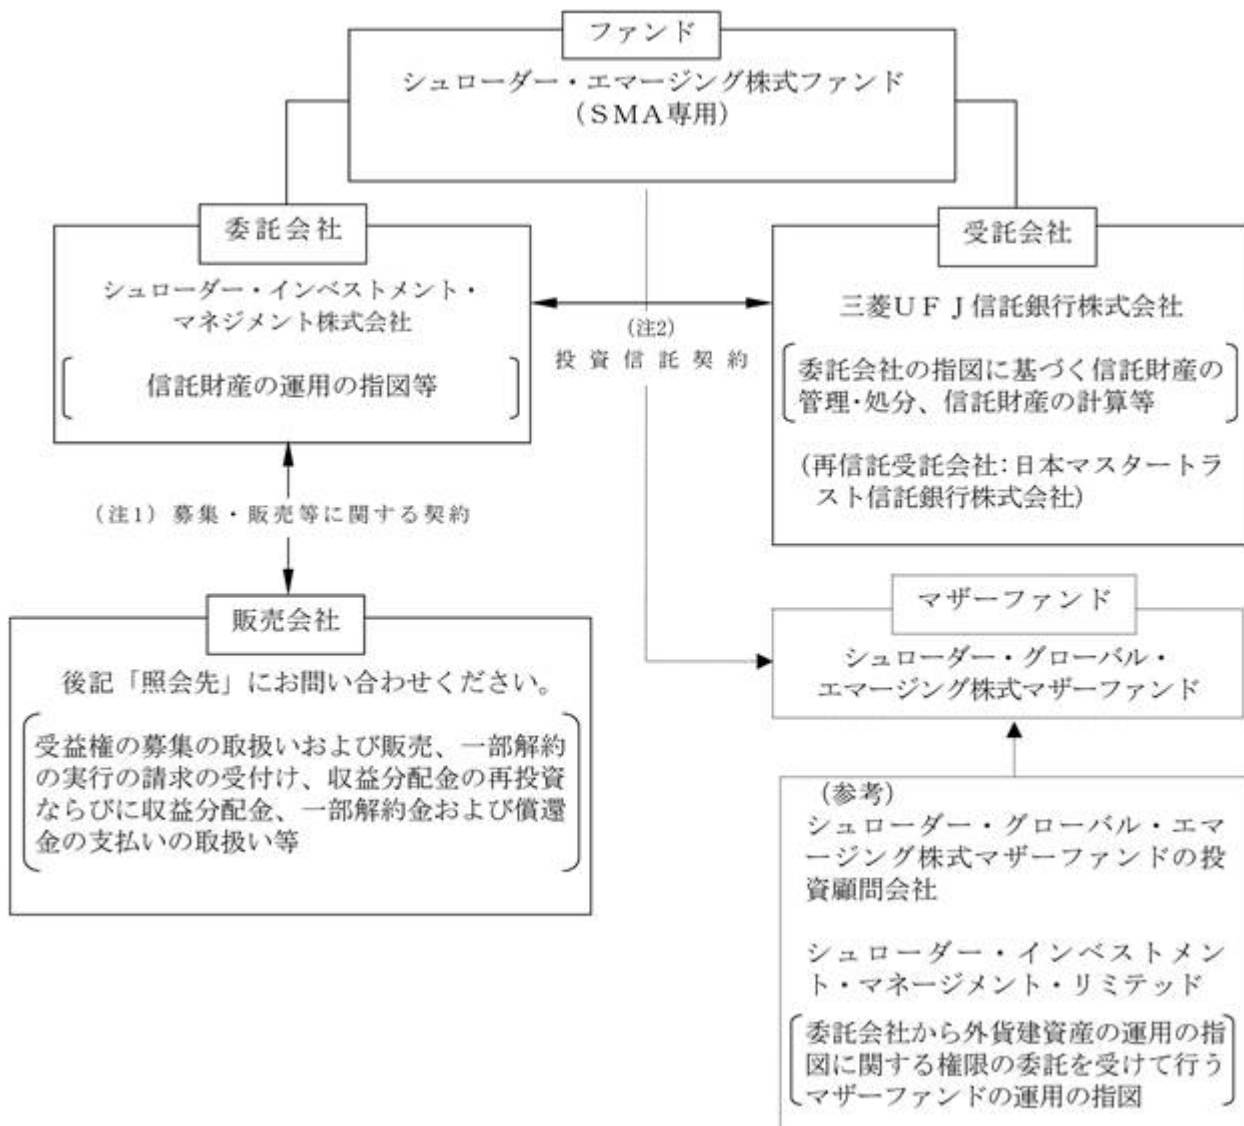 ファンド
シュローダー・エマージング株式ファンド
（ＳＭＡ専用）
委託会社
シュローダー・インベストメント・
マネジメント株式会社
信託財産の運用の指図等
受託会社
三菱ＵＦＪ信託銀行株式会社
委託会社の指図に基づく信託財産の
管理･処分、信託財産の計算等
（再信託受託会社：日本マスタートラ
スト信託銀行株式会社）
（注2）
投資信託契約
（注1）募集・販売等に関する契約
販売会社
後記「照会先」にお問い合わせください。
受益権の募集の取扱いおよび販売、一部解約
の実行の請求の受付け、収益分配金の再投資
ならびに収益分配金、一部解約金および償還
金の支払いの取扱い等
マザーファンド
シュローダー・グローバル・
エマージング株式マザーファンド
（参考）
シュローダー・グローバル・エマ
ージング株式マザーファンドの投
資顧問会社
シュローダー・インベストメン
ト・マネージメント・リミテッド
委託会社から外貨建資産の運用の指
図に関する権限の委託を受けて行う
マザーファンドの運用の指図